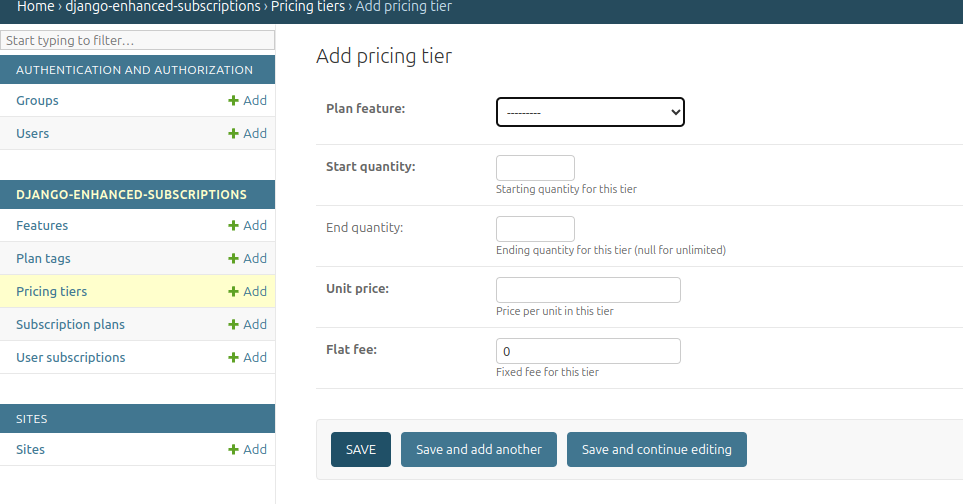 Home › django-enhanced-subscriptions › Pricing tiers › Add pricing tier
Start typing to filter…
AUTHENTICATION AND AUTHORIZATION
Groups
Add
Users
Add
DJANGO-ENHANCED-SUBSCRIPTIONS
Features
Add
Plan tags
Add
Pricing tiers
Add
Subscription plans
Add
User subscriptions
Add
SITES
Sites
Add
Add pricing tier
Plan feature:
---------
Start quantity:
Starting quantity for this tier
End quantity:
Ending quantity for this tier (null for unlimited)
Unit price:
Price per unit in this tier
Flat fee:
0
Fixed fee for this tier
SAVE
Save and add another
Save and continue editing